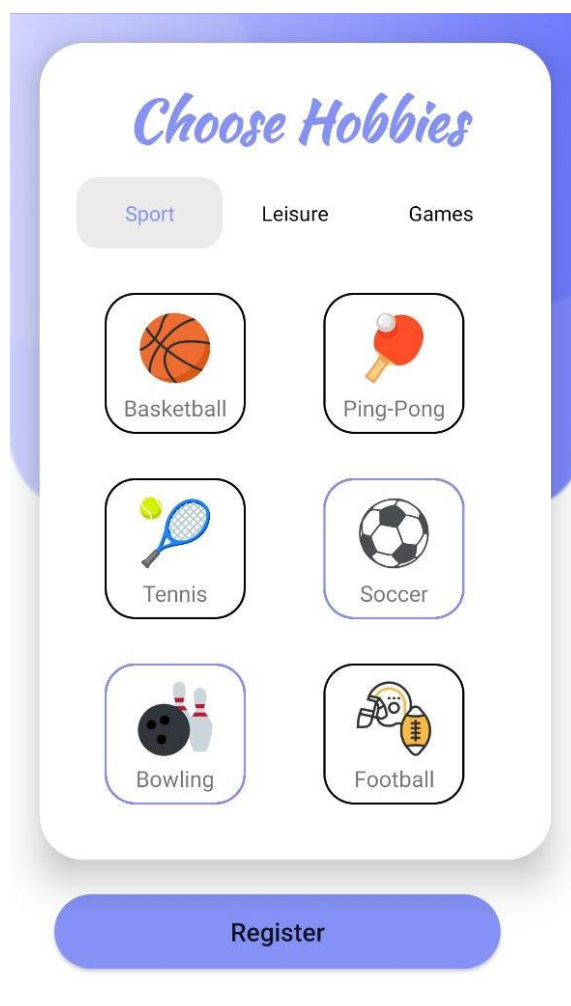 Choose Hobbies
Sport Leisure Games
Basketball Ping-Pong
Tennis Soccer
Bowling Football
Register